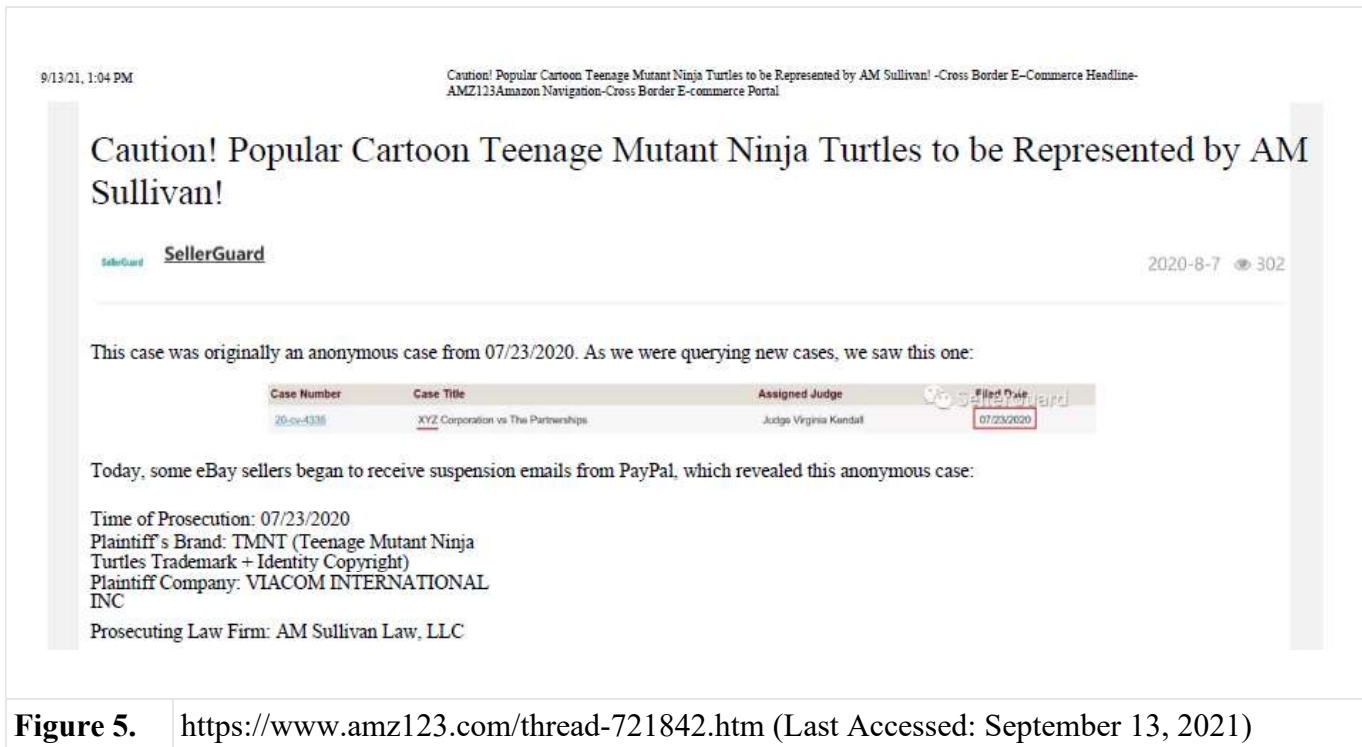 9/13/21, 1:04 PM
Caution! Popular Cartoon Teenage Mutant Ninja Turtles to be Represented by AM Sullivan! -Cross Border E–Commerce Headline-
AMZ123Amazon Navigation-Cross Border E-commerce Portal
Caution! Popular Cartoon Teenage Mutant Ninja Turtles to be Represented by AM
Sullivan!
SellerGuard SellerGuard
2020-8-7 302
This case was originally an anonymous case from 07/23/2020. As we were querying new cases, we saw this one:
Case Number Case Title Assigned Judge Filed Date
SellerGuard
20-cv-4335 XYZ Corporation vs The Partnerships Judge Virginia Kendall 07/23/2020
Today, some eBay sellers began to receive suspension emails from PayPal, which revealed this anonymous case:
Time of Prosecution: 07/23/2020
Plaintiff's Brand: TMNT (Teenage Mutant Ninja
Turtles Trademark + Identity Copyright)
Plaintiff Company: VIACOM INTERNATIONAL
INC
Prosecuting Law Firm: AM Sullivan Law, LLC
Figure 5. https://www.amz123.com/thread-721842.htm (Last Accessed: September 13, 2021)